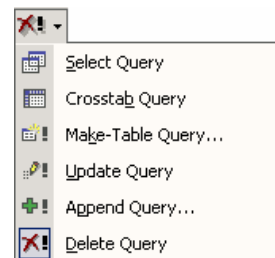 Select Query
Crosstab Query
Make-Table Query...
Update Query
Append Query...
Delete Query